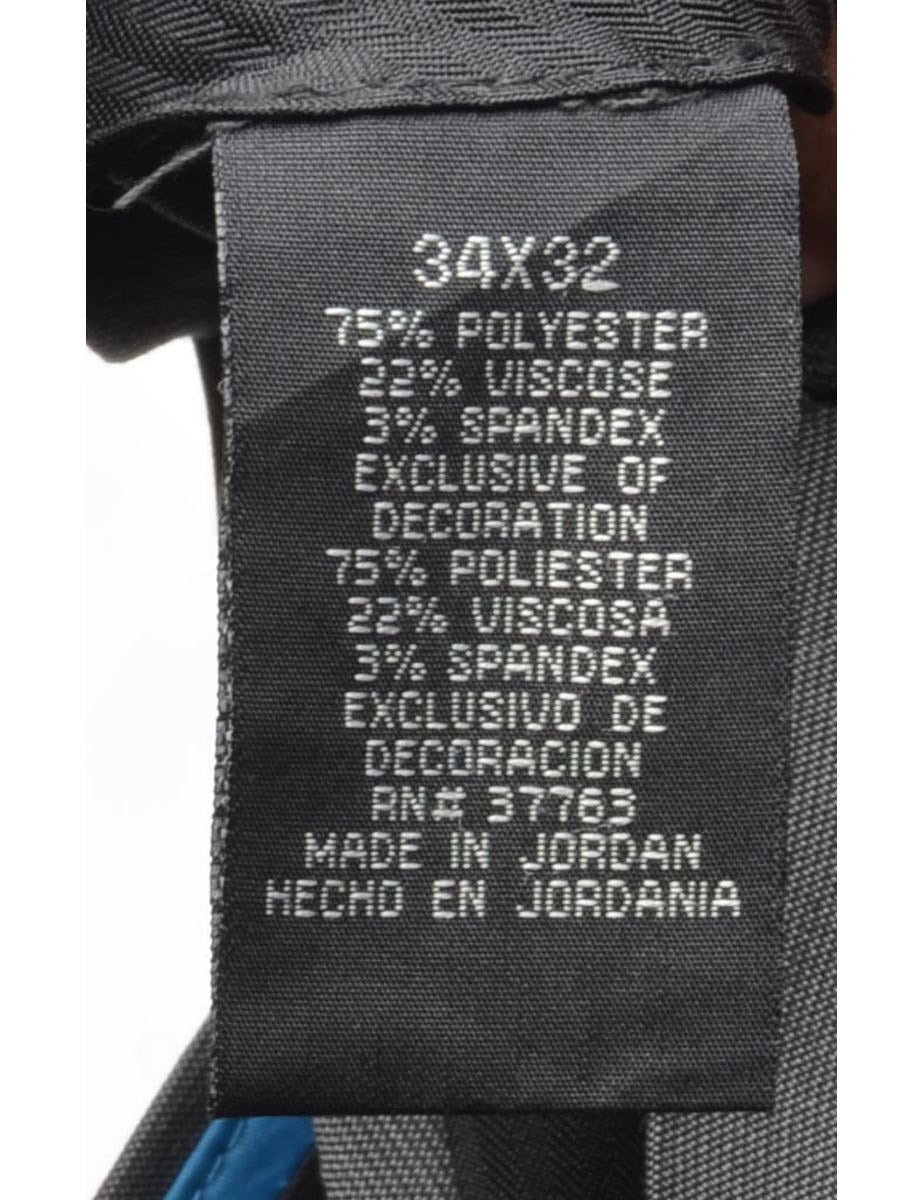 34X32
75% POLYESTER
22% VISCOSE
3% SPANDEX
EXCLUSIVE OF
DECORATION
75% POLIESTER
22% VISCOSA
3% SPANDEX
EXCLUSIVO DE
DECORACION
RN# 37763
MADE IN JORDAN
HECHO EN JORDANIA